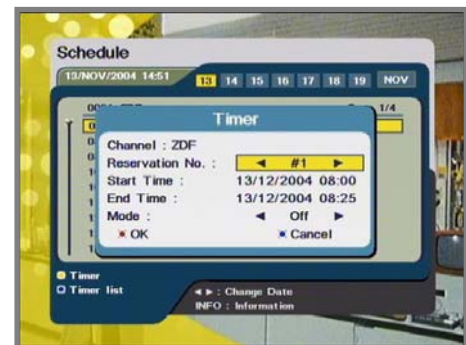 Schedule
13/NOV/2004 14:51 13 14 15 16 17 18 19 NOV
1/4
Timer
Channel : ZDF
Reservation No. : ◄ #1 ►
Start Time : 13/12/2004 08:00
End Time : 13/12/2004 08:25
Mode : ◄ Off ►
OK Cancel
Timer
Timer list
◄ ► : Change Date
INFO : Information